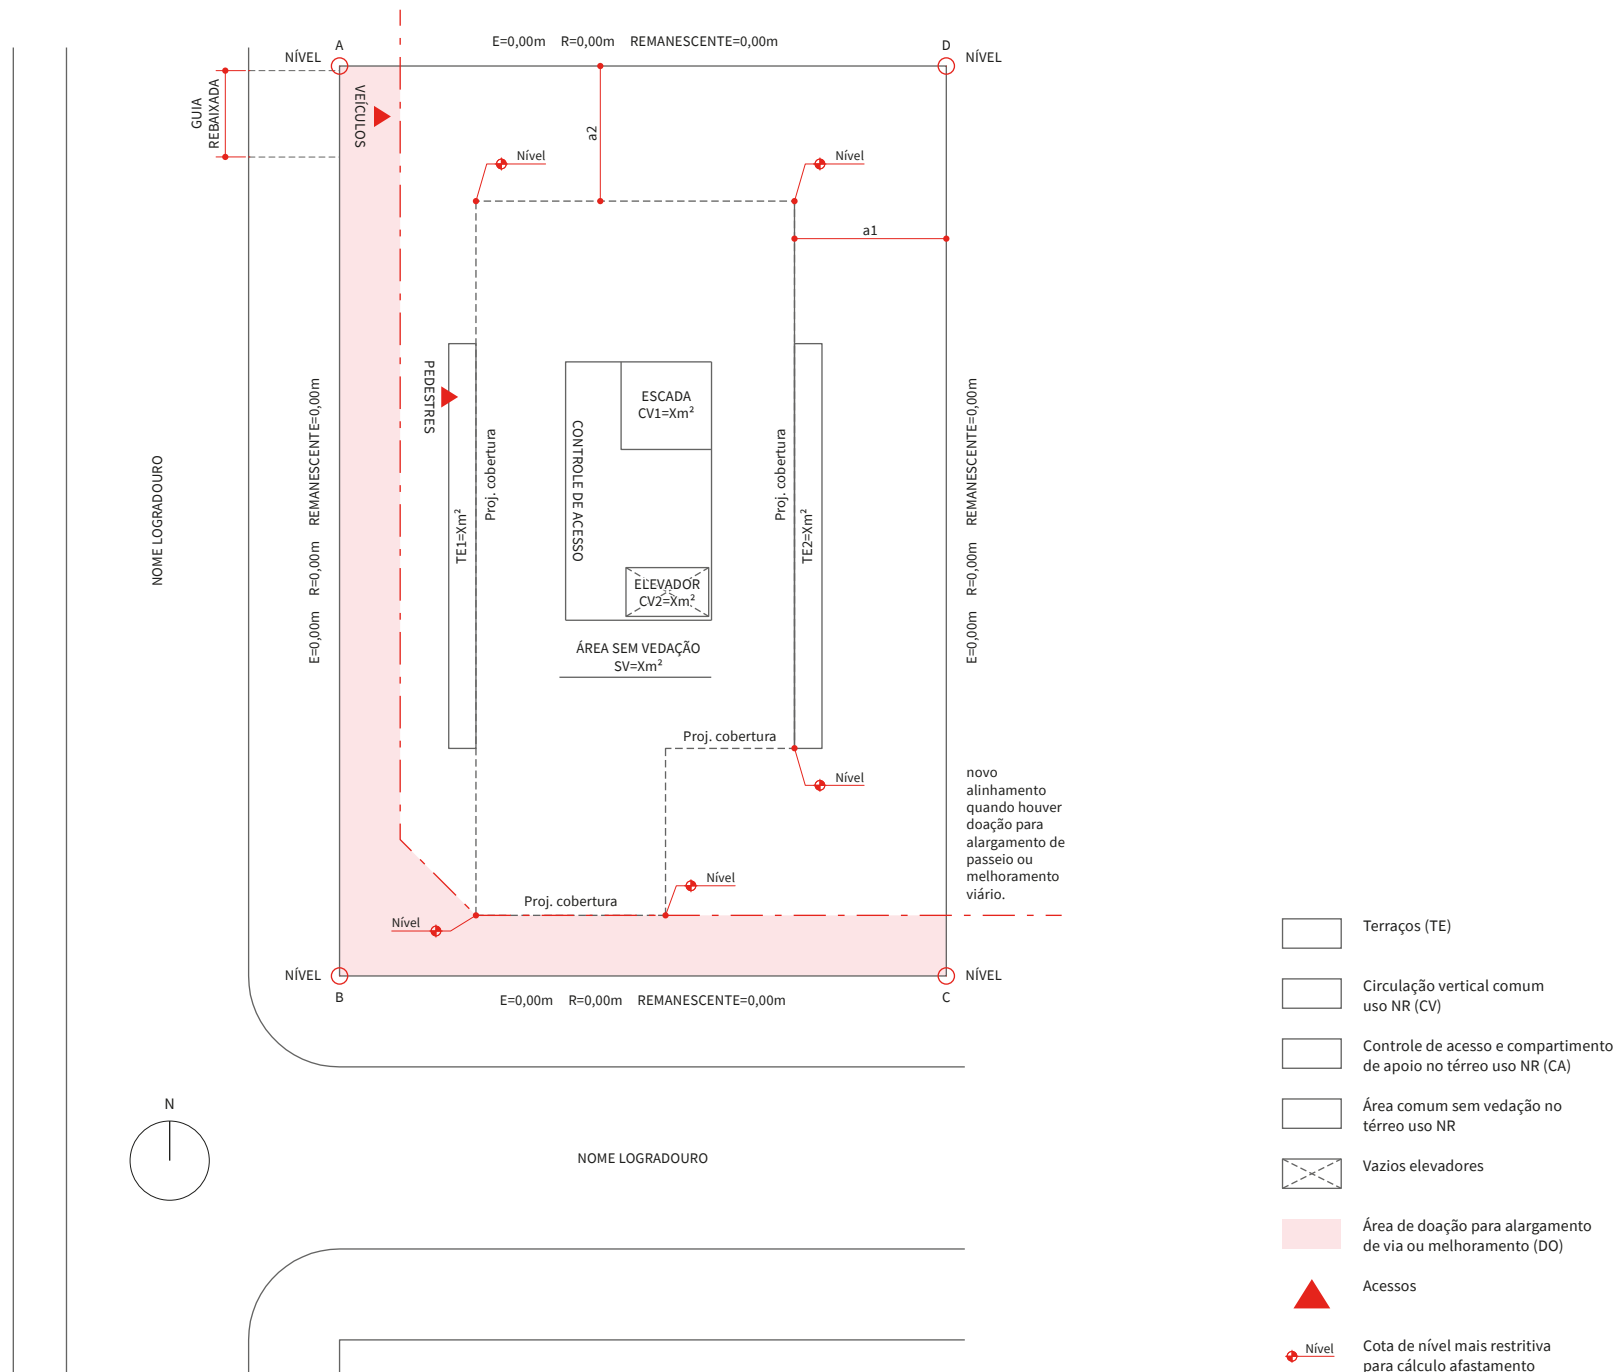 A
E=0,00m R=0,00m REMANESCENTE=0,00m
D
NÍVEL
NÍVEL
GUIA
REBAIXADA
VEÍCULOS
a2
Nível
Nível
a1
PEDESTRES
ESCADA
CV1=Xm²
CONTROLE DE ACESSO
Proj. cobertura
Proj. cobertura
E=0,00m R=0,00m REMANESCENTE=0,00m
E=0,00m R=0,00m REMANESCENTE=0,00m
NOME LOGRADOURO
TE1=Xm²
TE2=Xm²
ELEVADOR
CV2=Xm²
ÁREA SEM VEDAÇÃO
SV=Xm²
Proj. cobertura
Nível
novo
alinhamento
quando houver
doação para
alargamento de
passeio ou
melhoramento
viário.
Nível
Proj. cobertura
Nível
NÍVEL
NÍVEL
B
E=0,00m R=0,00m REMANESCENTE=0,00m
C
N
NOME LOGRADOURO
Terraços (TE)
Circulação vertical comum
uso NR (CV)
Controle de acesso e compartimento
de apoio no térreo uso NR (CA)
Área comum sem vedação no
térreo uso NR
Vazios elevadores
Área de doação para alargamento
de via ou melhoramento (DO)
Acessos
Nível
Cota de nível mais restritiva
para cálculo afastamento